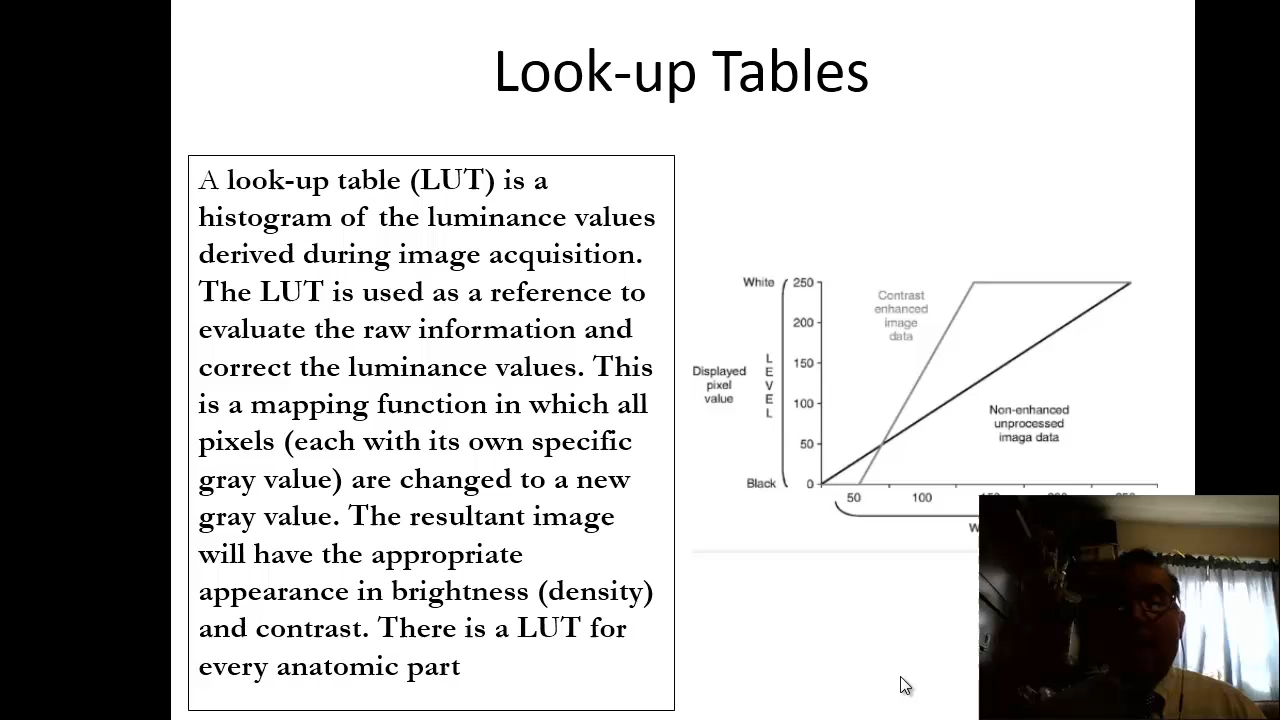 Look-up Tables
A look-up table (LUT) is a
histogram of the luminance values
derived during image acquisition.
The LUT is used as a reference to
evaluate the raw information and
correct the luminance values. This
is a mapping function in which all
pixels (each with its own specific
gray value) are changed to a new
gray value. The resultant image
will have the appropriate
appearance in brightness (density)
and contrast. There is a LUT for
every anatomic part
White
250
Contrast
enhanced
image
data
200
150
Displayed
pixel
value
L
E
V
E
L
100
Non-enhanced
unprocessed
imaga data
50
Black
0
50
100
W